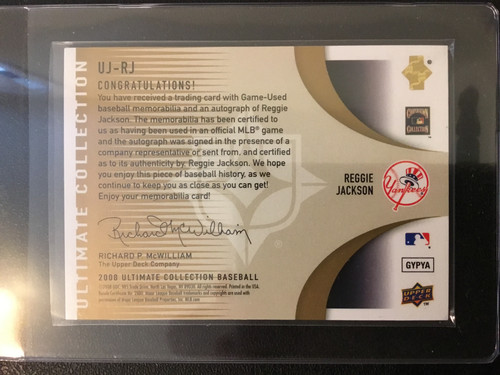 ULTIMATE COLLECTION
UJ-RJ
CONGRATULATIONS!
You have received a trading card with Game-Used
baseball memorabilia and an autograph of Reggie
Jackson. The memorabilia has been certified to
us as having been used in an official MLB® game
and the autograph was signed in the presence of a
company representative or sent from, and certified
as to its authenticity by, Reggie Jackson. We hope
you enjoy this piece of baseball history, as we
continue to keep you as close as you can get!
Enjoy your memorabilia card!
Richard P. McWilliam
RICHARD P. McWILLIAM
The Upper Deck Company
2008 ULTIMATE COLLECTION BASEBALL
REGGIE
JACKSON
Yankees
GYPYA
UPPER
DECK